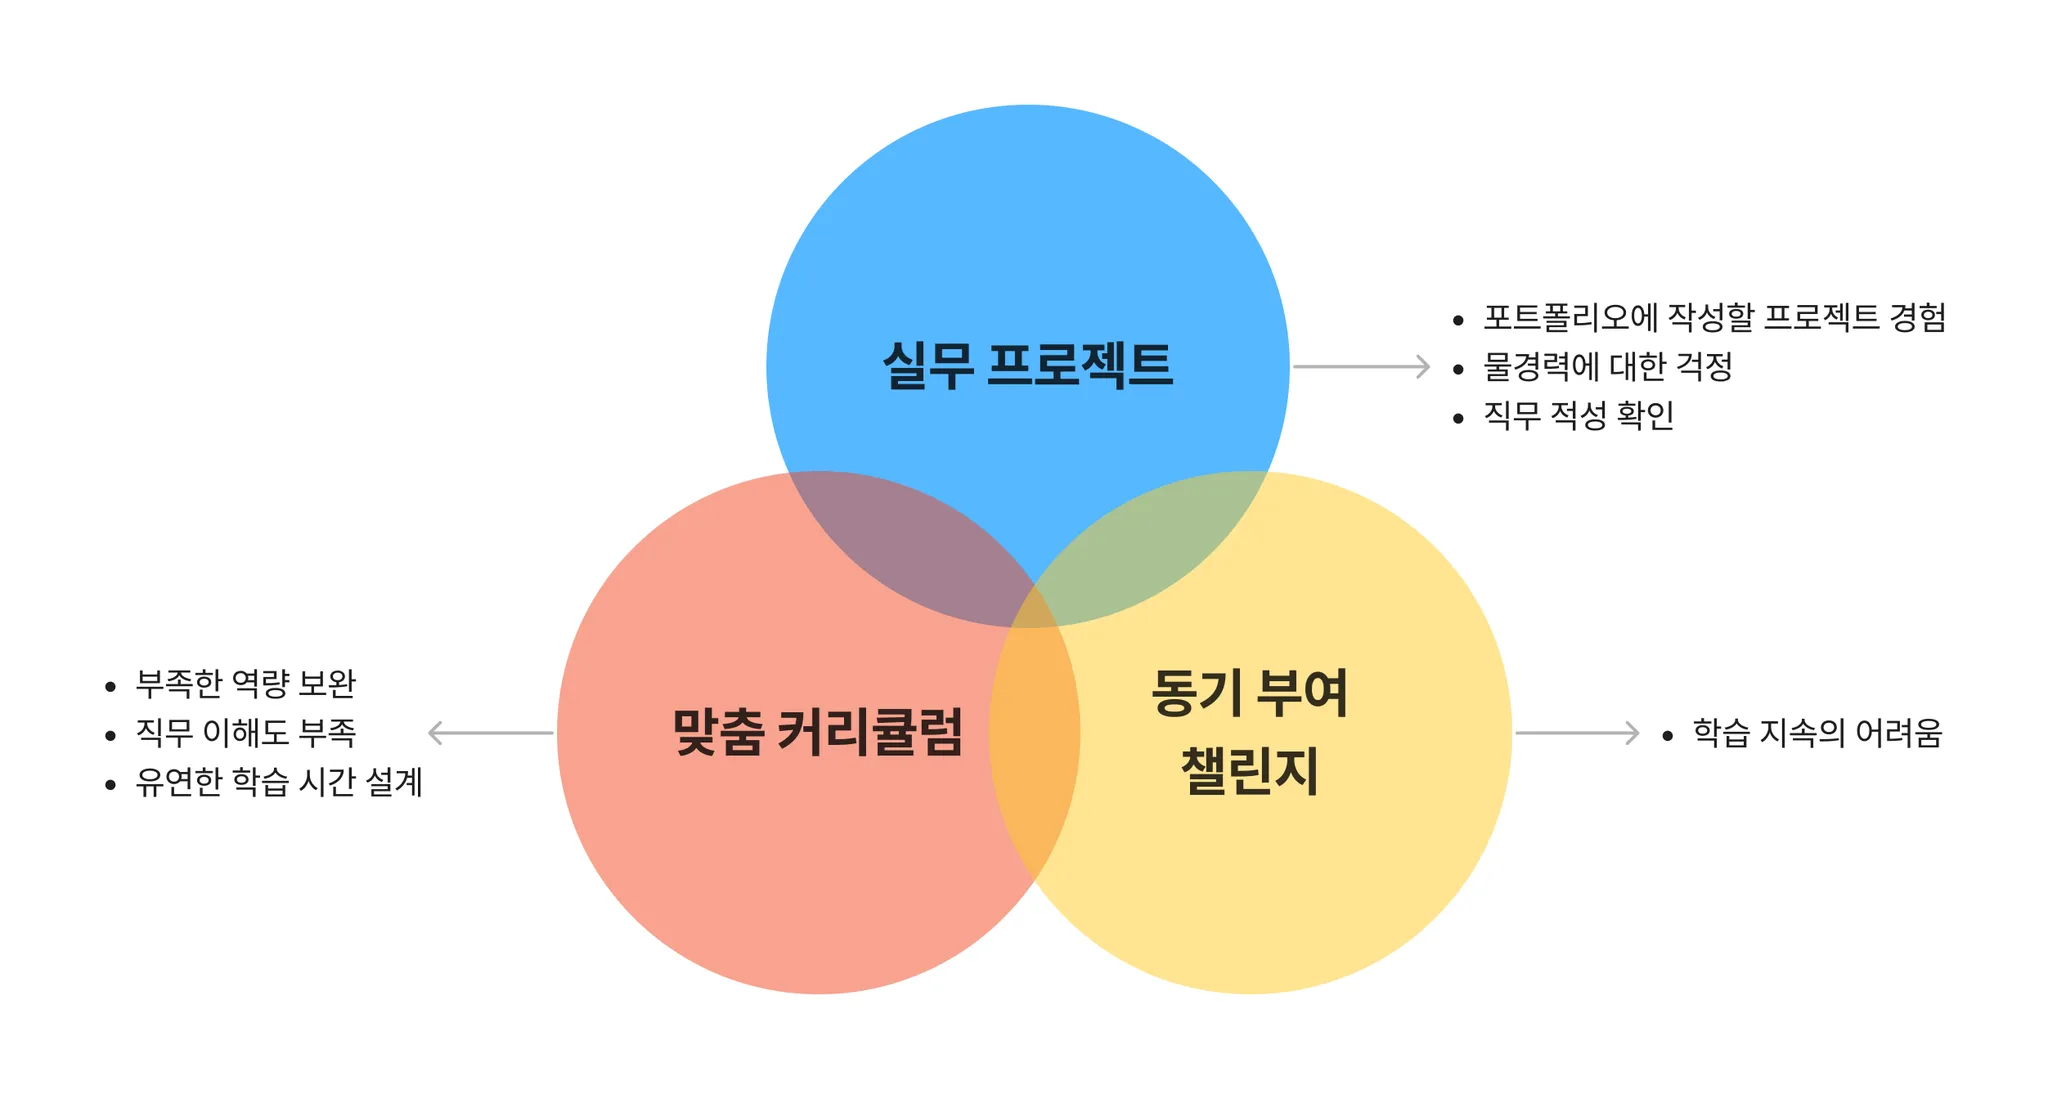 실무 프로젝트
포트폴리오에 작성할 프로젝트 경험
물경력에 대한 걱정
직무 적성 확인
부족한 역량 보완
직무 이해도 부족
유연한 학습 시간 설계
맞춤 커리큘럼
동기 부여
챌린지
학습 지속의 어려움